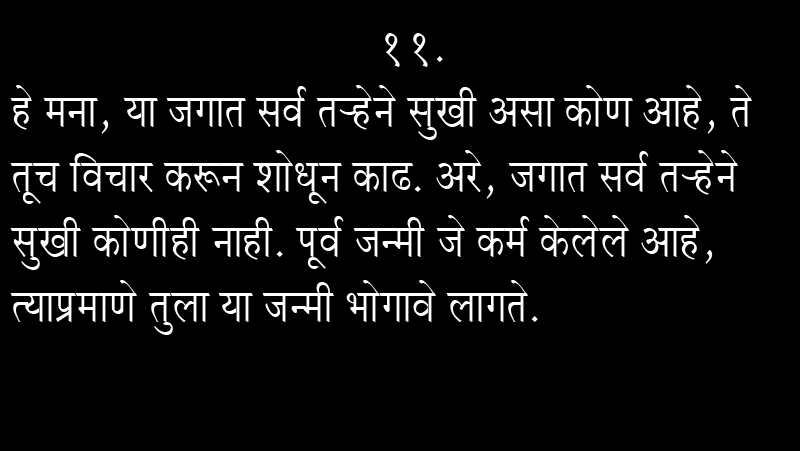 ११.
हे मना, या जगात सर्व तऱ्हेने सुखी असा कोण आहे, ते
तूच विचार करून शोधून काढ. अरे, जगात सर्व तऱ्हेने
सुखी कोणीही नाही. पूर्व जन्मी जे कर्म केलेले आहे,
त्याप्रमाणे तुला या जन्मी भोगावे लागते.